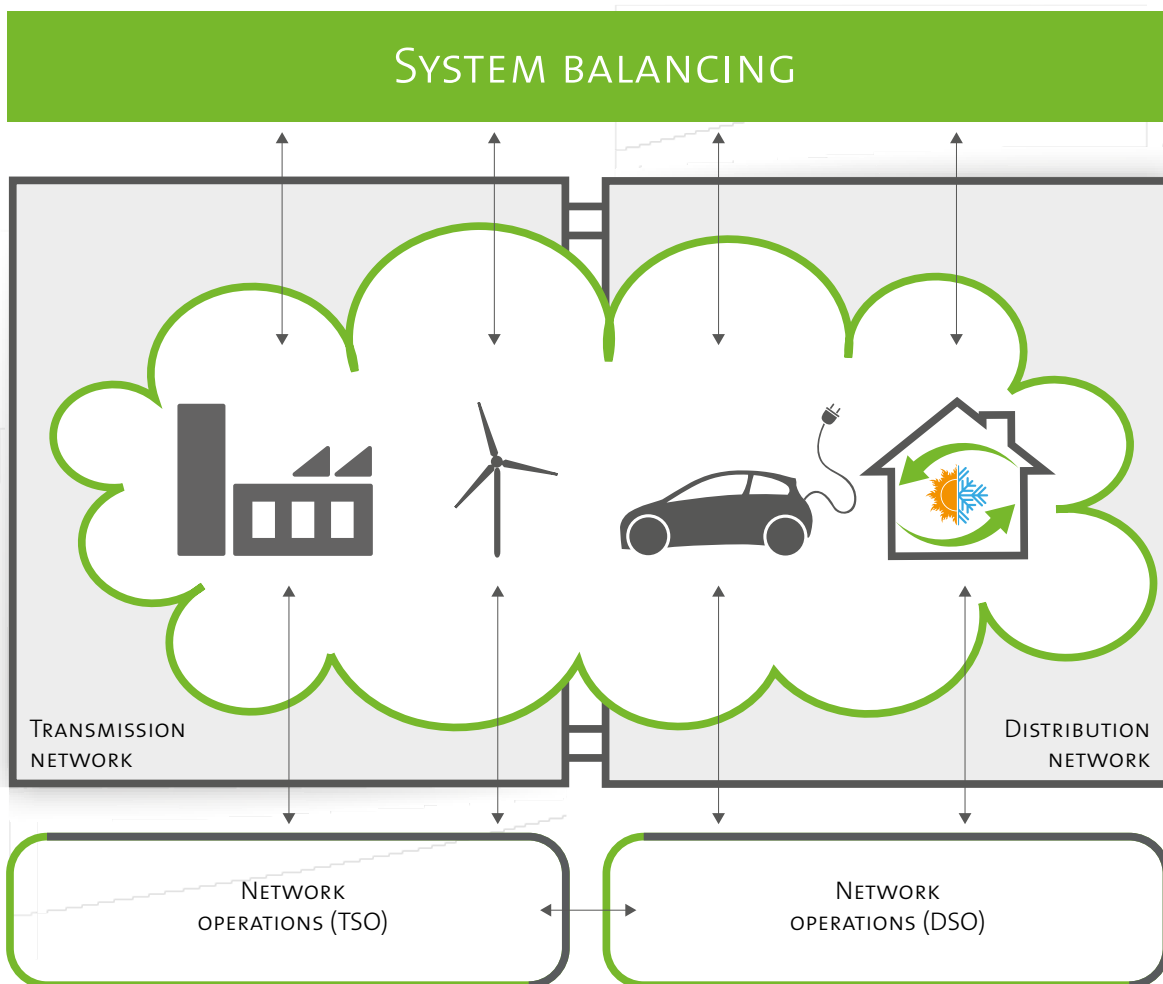 System balancing
Transmission
network
Distribution
network
Network
operations (TSO)
Network
operations (DSO)